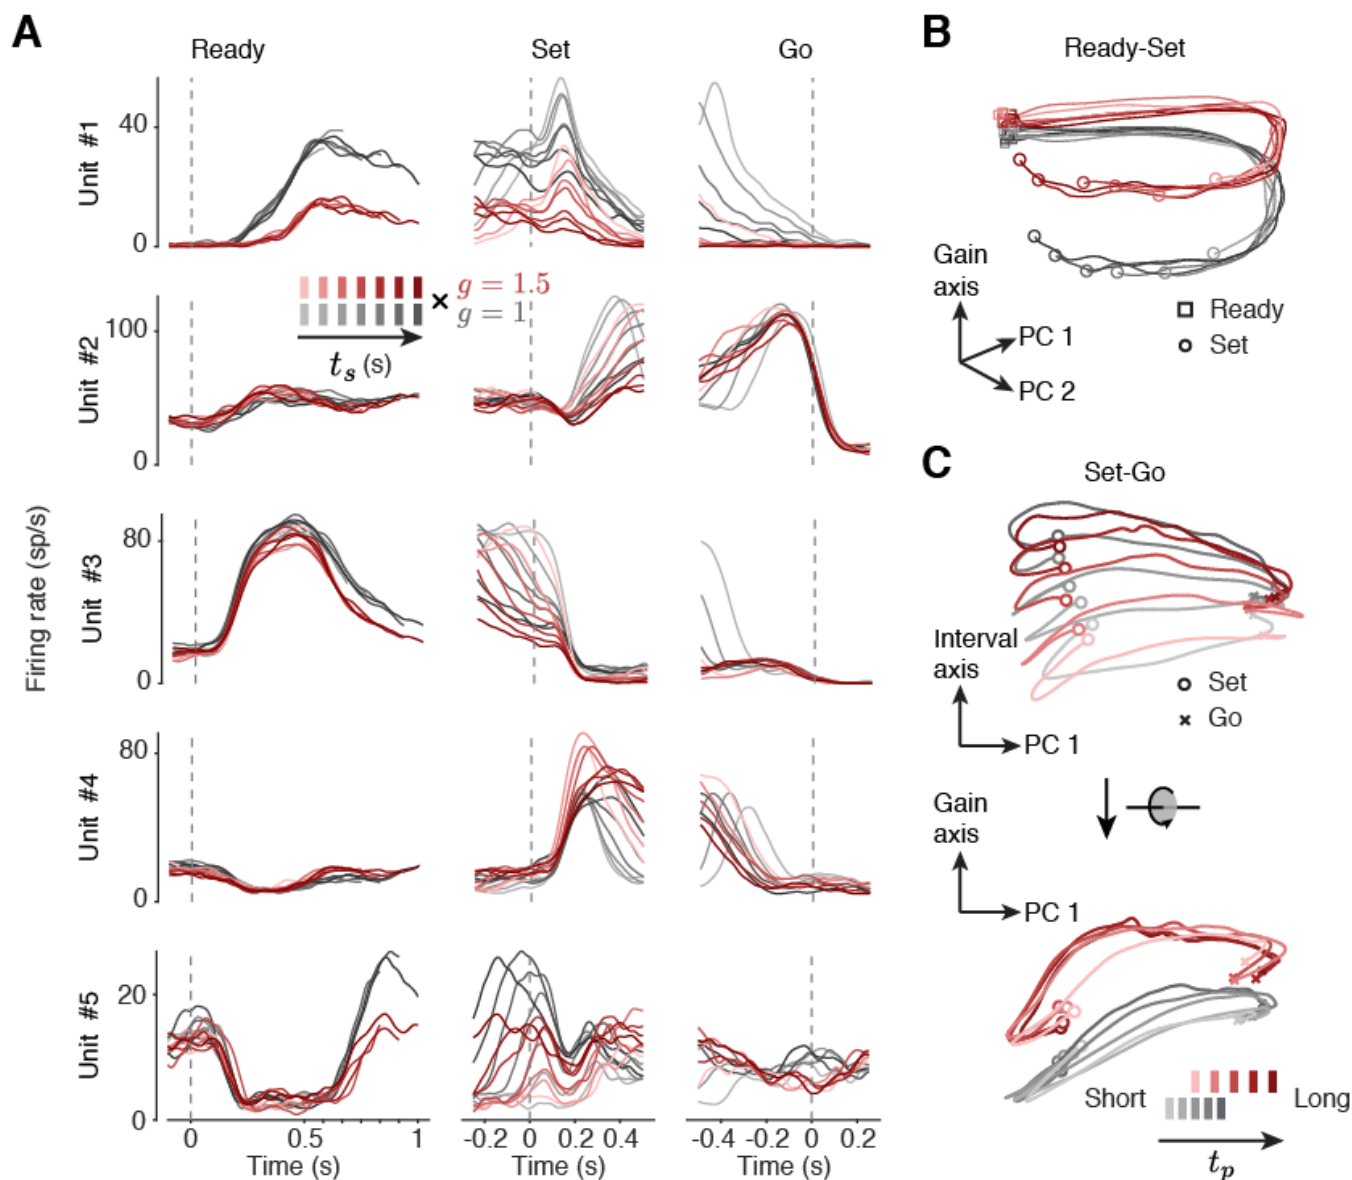 A
Ready
Set
Go
Firing rate (sp/s)
Unit #1
40
0
g = 1.5
× g = 1
t_s (s)
Unit #2
100
0
Unit #3
80
0
Unit #4
80
0
Unit #5
20
0
0 0.5 1
Time (s)
-0.2 0 0.2 0.4
Time (s)
-0.4 -0.2 0 0.2
Time (s)
B
Ready-Set
Gain
axis
PC 1
PC 2
Ready
Set
C
Set-Go
Interval
axis
PC 1
Set
Go
Gain
axis
PC 1
Short
Long
t_p